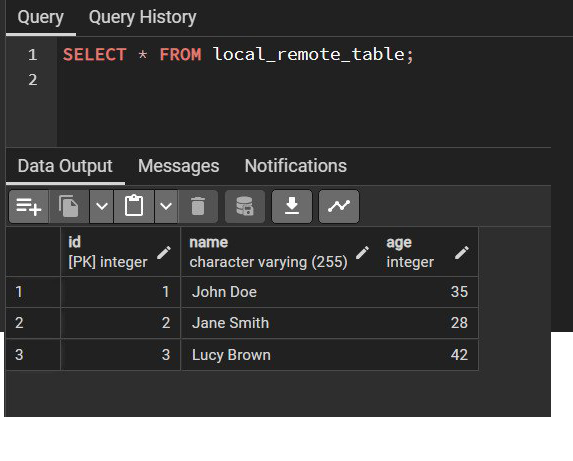 Query Query History
1 SELECT * FROM local_remote_table;
2
Data Output Messages Notifications
id name age
[PK] integer character varying (255) integer
1 1 John Doe 35
2 2 Jane Smith 28
3 3 Lucy Brown 42